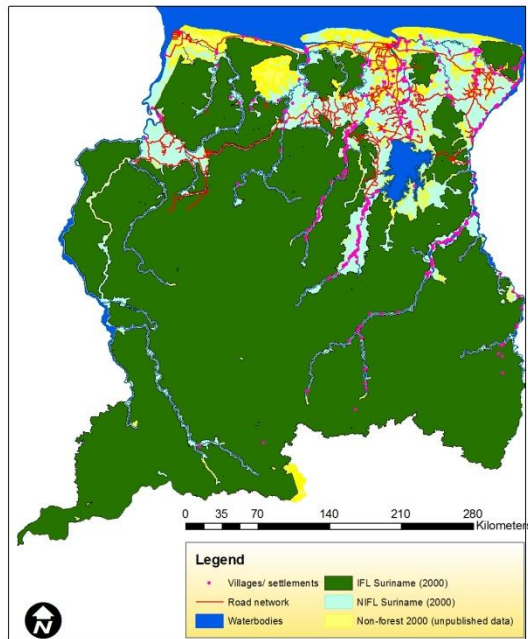 0 35 70 140 210 280
Kilometers
Legend
Villages/ settlements
Road network
Waterbodies
IFL Suriname (2000)
NIFL Suriname (2000)
Non-forest 2000 (unpublished data)
N